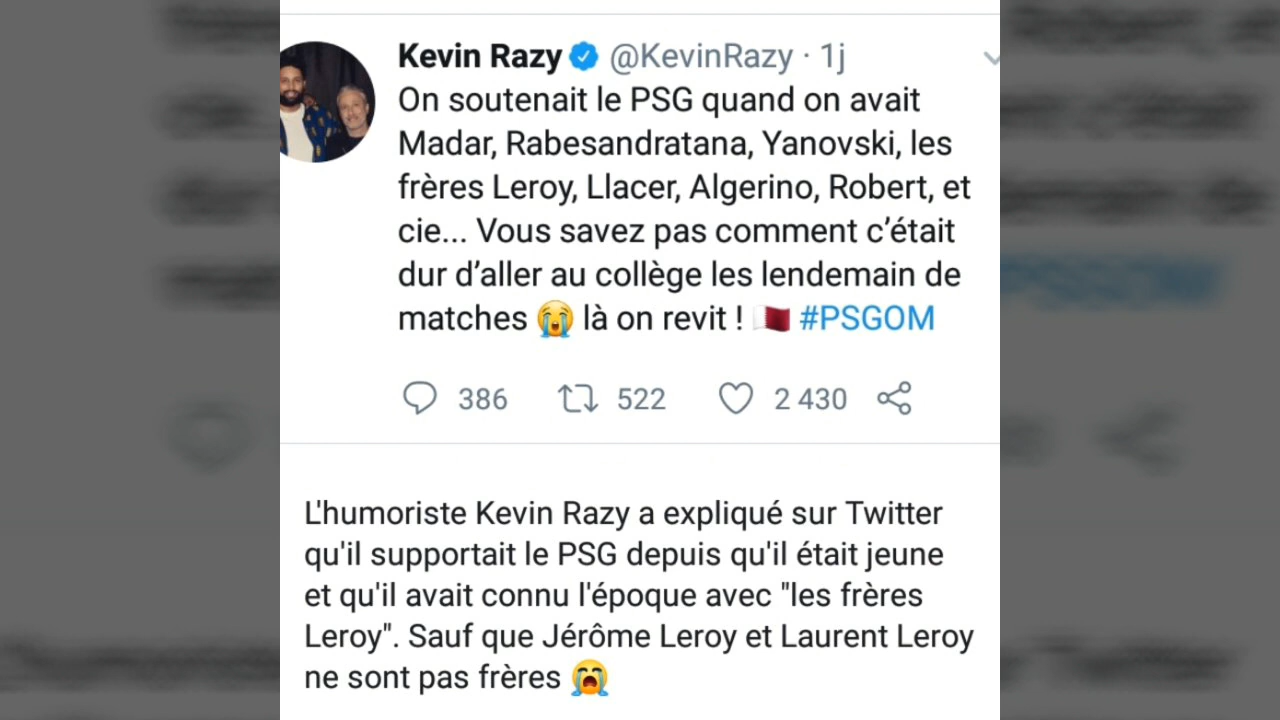 Kevin Razy @KevinRazy · 1j
On soutenait le PSG quand on avait
Madar, Rabesandratana, Yanovski, les
frères Leroy, Llacer, Algerino, Robert, et
cie... Vous savez pas comment c’était
dur d’aller au collège les lendemain de
matches 😭 là on revit ! 🇶🇦 #PSGOM
386 522 2 430
L'humoriste Kevin Razy a expliqué sur Twitter
qu'il supportait le PSG depuis qu'il était jeune
et qu'il avait connu l'époque avec "les frères
Leroy". Sauf que Jérôme Leroy et Laurent Leroy
ne sont pas frères 😭